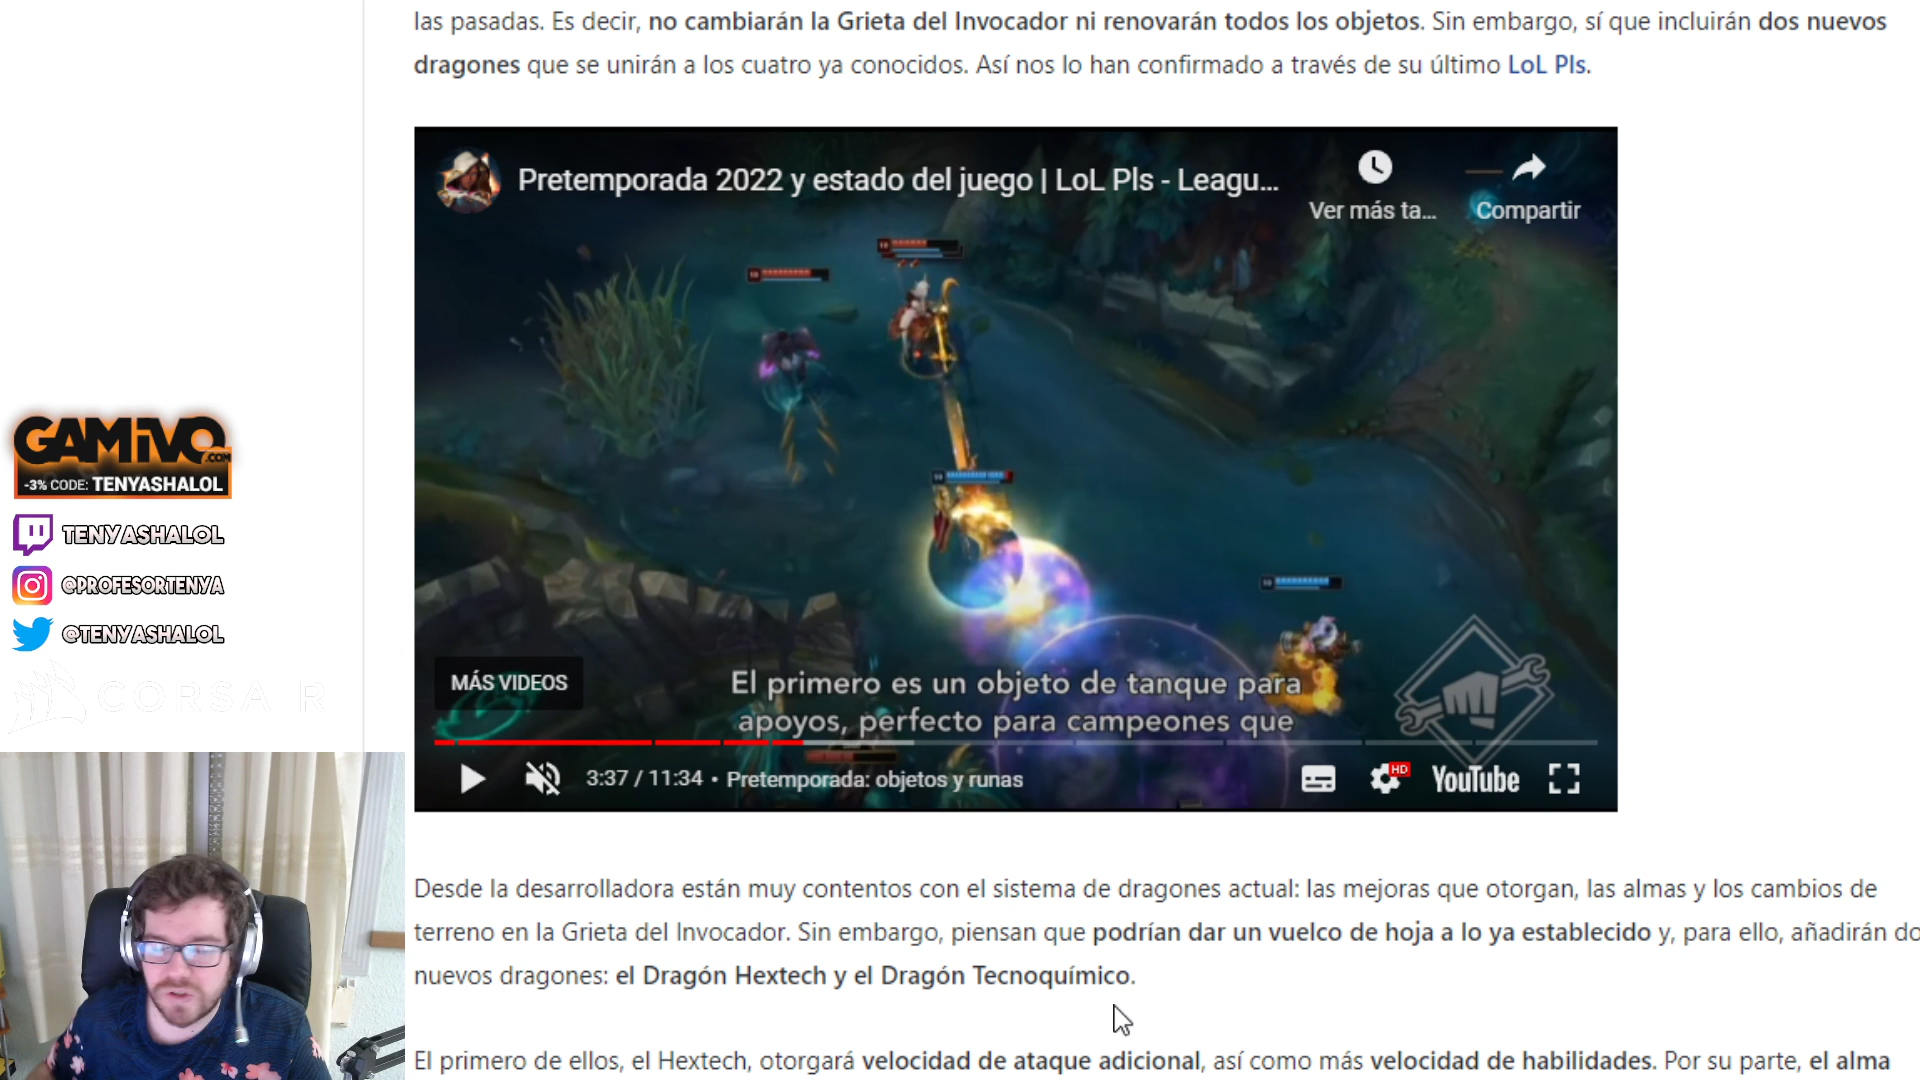 las pasadas. Es decir, no cambiarán la Grieta del Invocador ni renovarán todos los objetos. Sin embargo, sí que incluirán dos nuevos
dragones que se unirán a los cuatro ya conocidos. Así nos lo han confirmado a través de su último LoL Pls.
Pretemporada 2022 y estado del juego | LoL Pls - Leagu...
Ver más ta...
Compartir
GAMIVO
.COM
-3% CODE: TENYASHALOL
TENYASHALOL
@PROFESORTENYA
@TENYASHALOL
CORSAIR
MÁS VIDEOS
El primero es un objeto de tanque para
apoyos, perfecto para campeones que
3:37 / 11:34 • Pretemporada: objetos y runas
HD
YouTube
Desde la desarrolladora están muy contentos con el sistema de dragones actual: las mejoras que otorgan, las almas y los cambios de
terreno en la Grieta del Invocador. Sin embargo, piensan que podrían dar un vuelco de hoja a lo ya establecido y, para ello, añadirán do
nuevos dragones: el Dragón Hextech y el Dragón Tecnoquímico.
El primero de ellos, el Hextech, otorgará velocidad de ataque adicional, así como más velocidad de habilidades. Por su parte, el alma